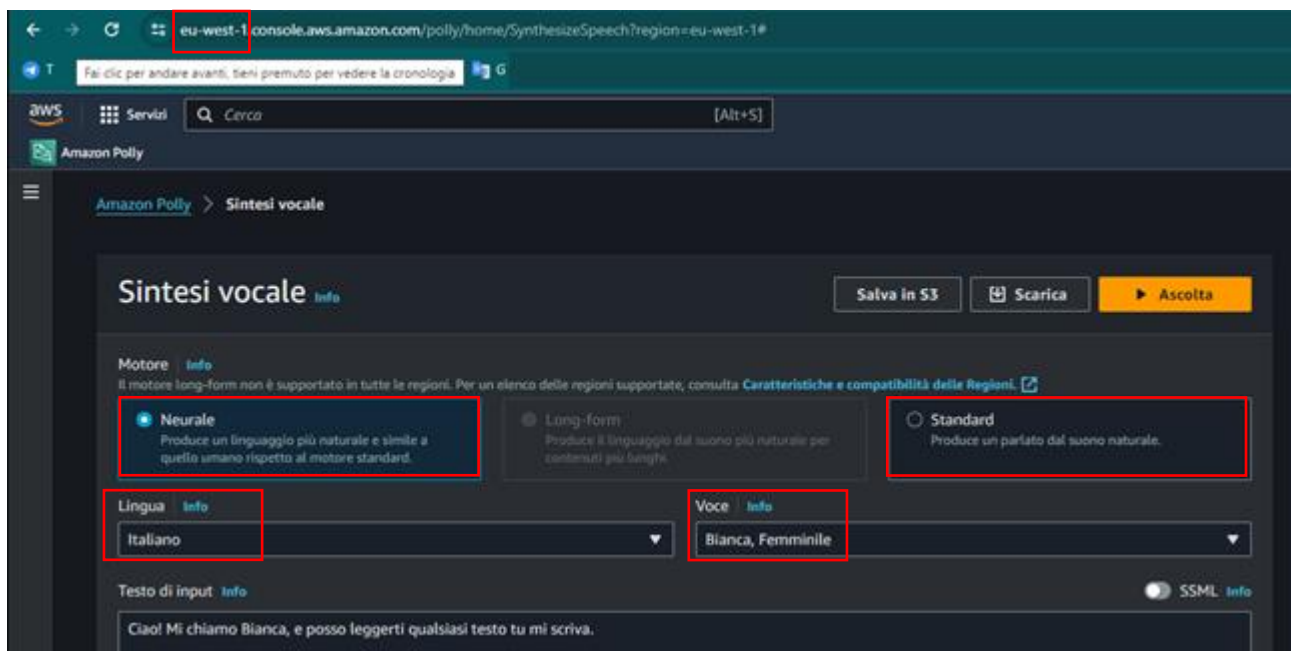 eu-west-1.console.aws.amazon.com/polly/home/SynthesizeSpeech?region=eu-west-1#
T Fai clic per andare avanti, tieni premuto per vedere la cronologia G
aws Servizi Cerca [Alt+S]
Amazon Polly
Amazon Polly > Sintesi vocale
Sintesi vocale Info Salva in S3 Scarica Ascolta
Motore Info
Il motore long-form non è supportato in tutte le regioni. Per un elenco delle regioni supportate, consulta Caratteristiche e compatibilità delle Regioni.
Neurale
Produce un linguaggio più naturale e simile a
quello umano rispetto al motore standard.
Long-form
Produce il linguaggio dal suono più naturale per
contenuti più lunghi.
Standard
Produce un parlato dal suono naturale.
Lingua Info Voce Info
Italiano Bianca, Femminile
Testo di input Info SSML Info
Ciao! Mi chiamo Bianca, e posso leggerti qualsiasi testo tu mi scriva.